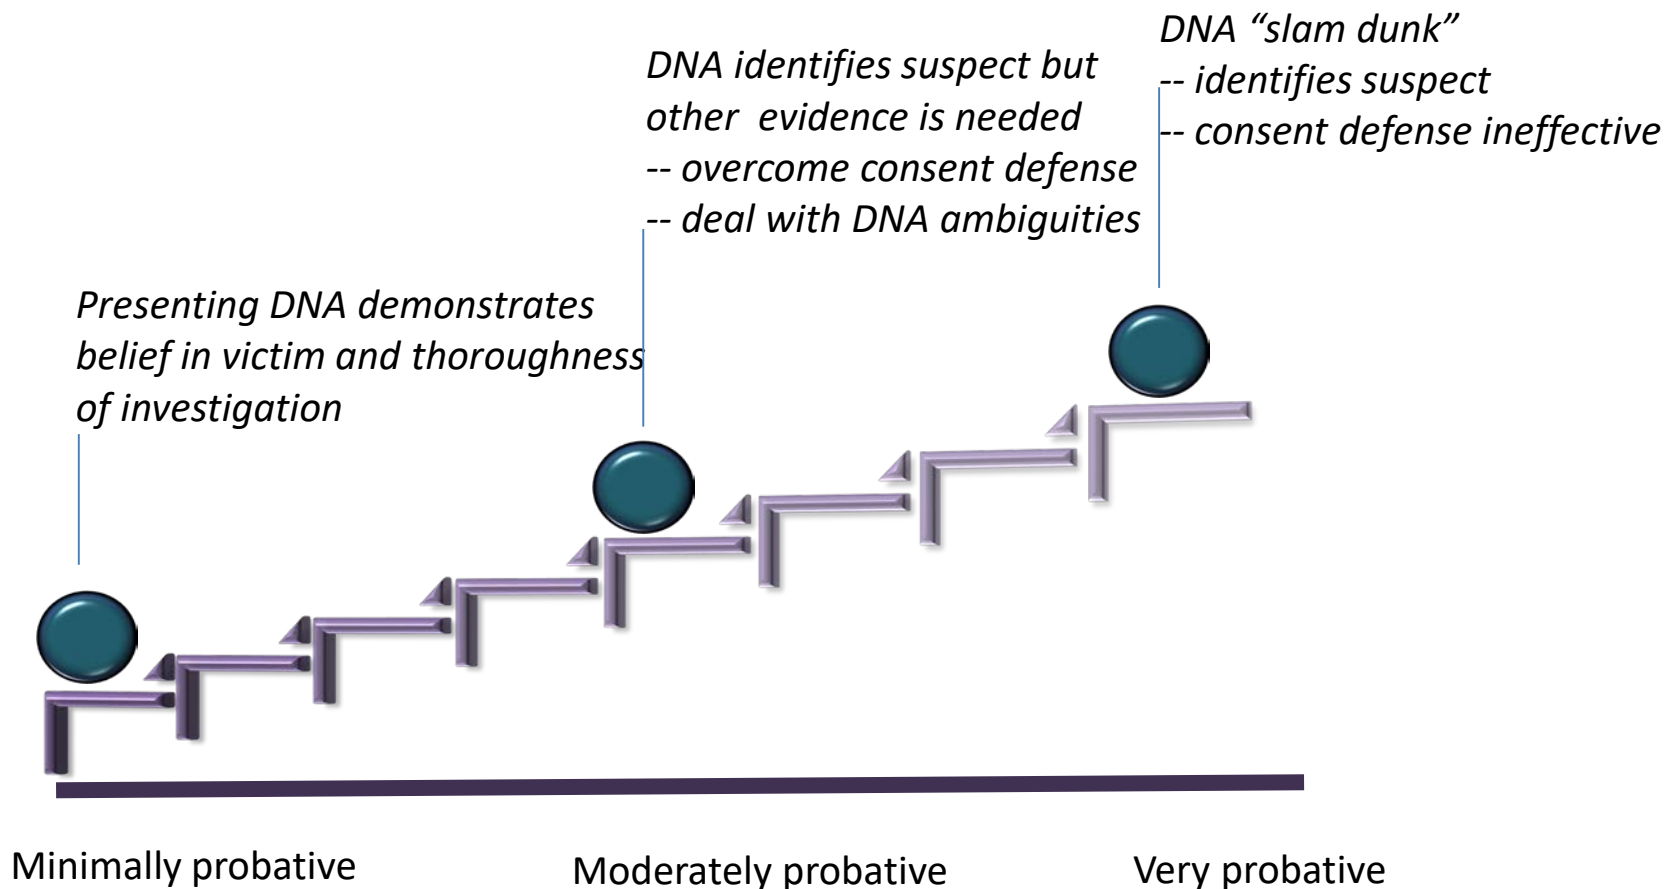 Presenting DNA demonstrates
belief in victim and thoroughness
of investigation
DNA identifies suspect but
other  evidence is needed
-- overcome consent defense
-- deal with DNA ambiguities
DNA “slam dunk”
-- identifies suspect
-- consent defense ineffective
Minimally probative
Moderately probative
Very probative